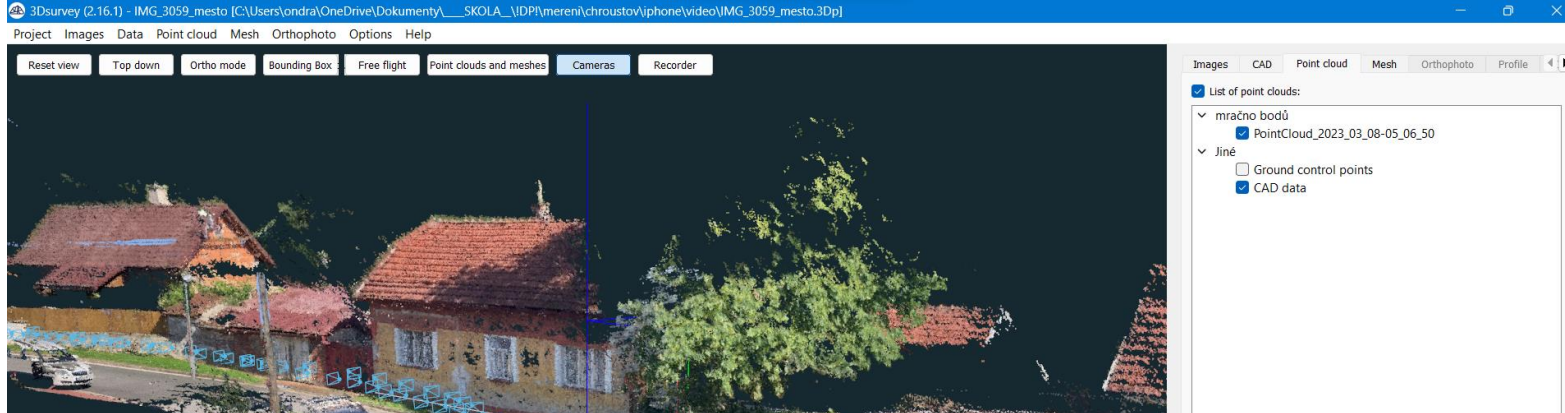 3Dsurvey (2.16.1) - IMG_3059_mesto [C:\Users\ondra\OneDrive\Dokumenty\____SKOLA__\!DP!\mereni\chroustov\iphone\video\IMG_3059_mesto.3Dp]
Project Images Data Point cloud Mesh Orthophoto Options Help
Reset view Top down Ortho mode Bounding Box Free flight Point clouds and meshes Cameras Recorder
Images CAD Point cloud Mesh Orthophoto Profile
List of point clouds:
mračno bodů
PointCloud_2023_03_08-05_06_50
Jiné
Ground control points
CAD data